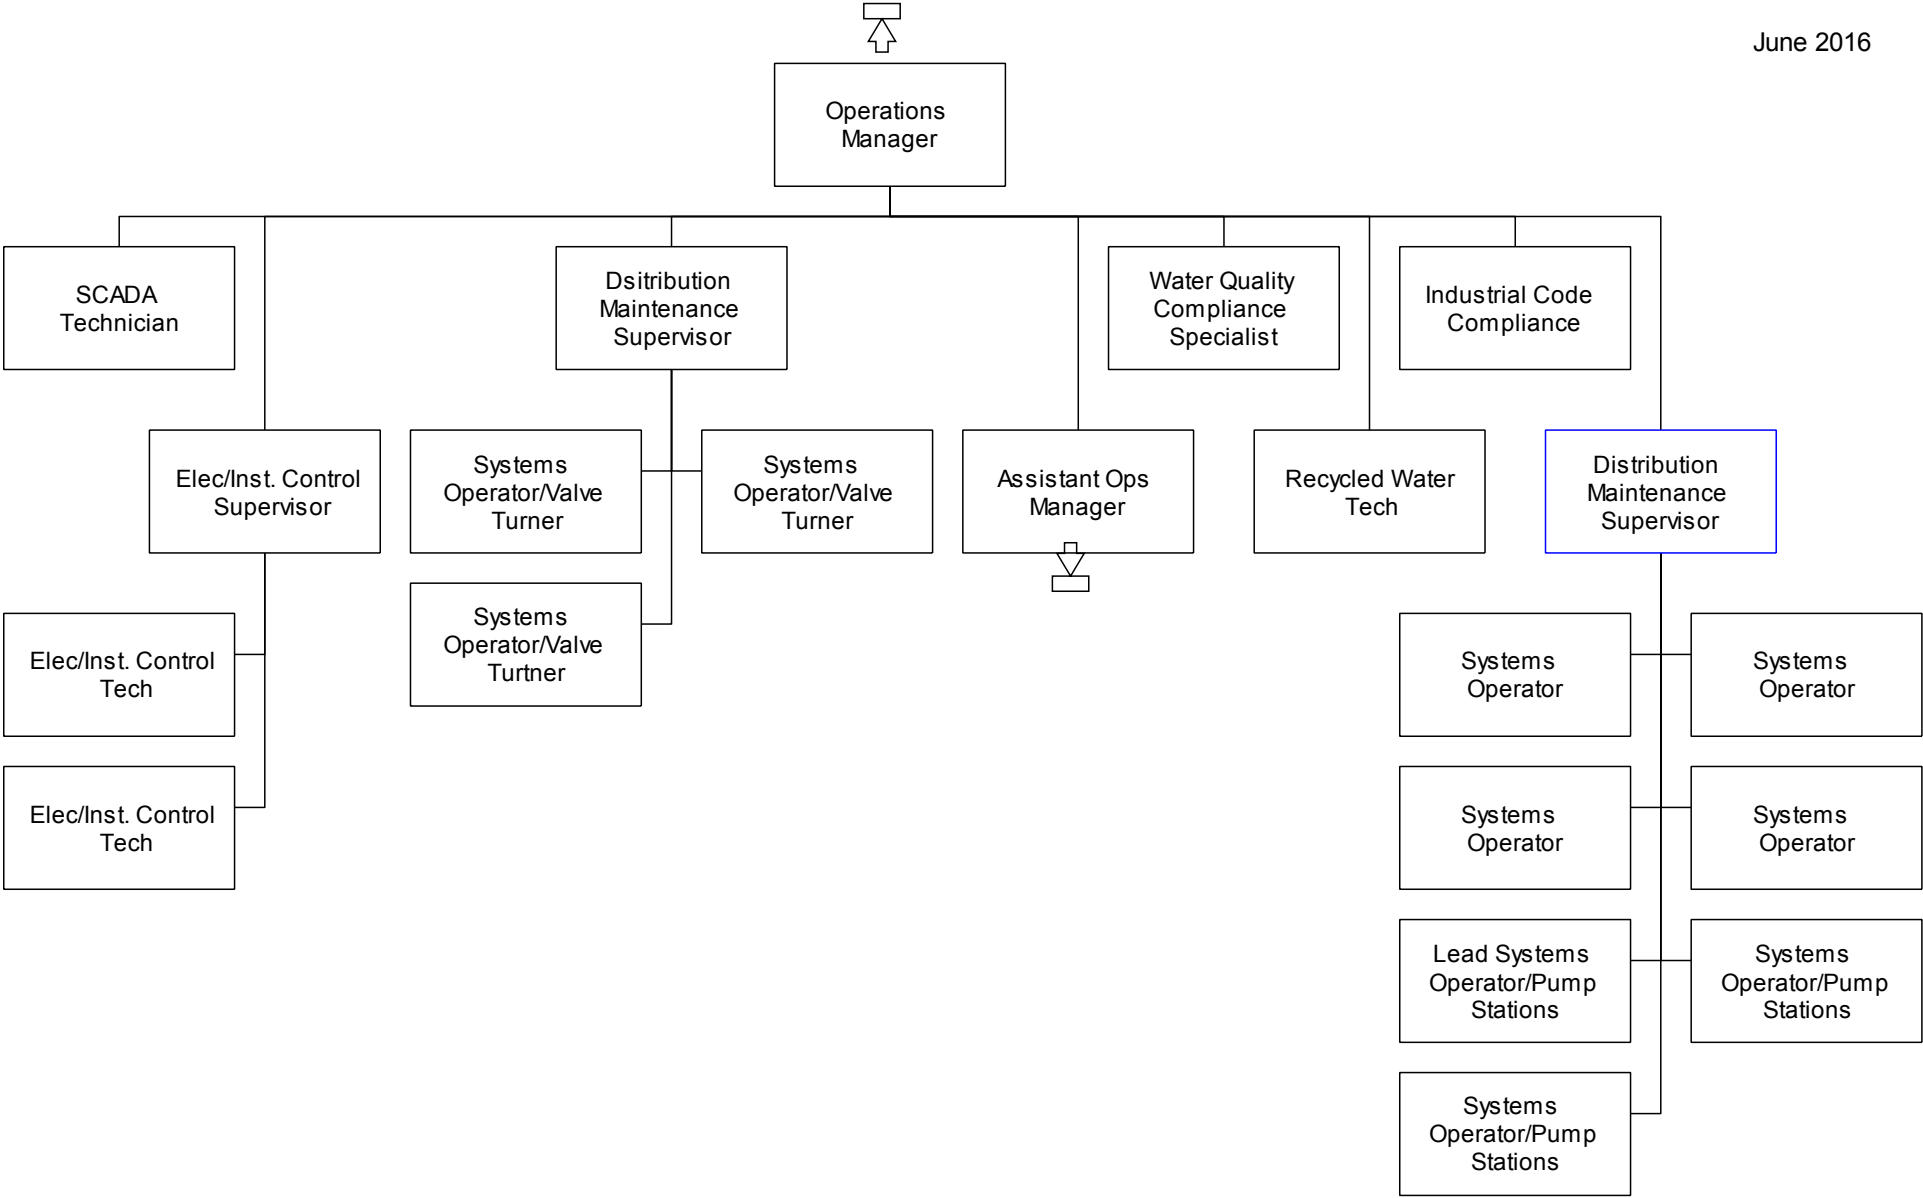 June 2016
Operations
Manager
SCADA
Technician
Dsitribution
Maintenance
Supervisor
Water Quality
Compliance
Specialist
Industrial Code
Compliance
Elec/Inst. Control
Supervisor
Systems
Operator/Valve
Turner
Systems
Operator/Valve
Turner
Assistant Ops
Manager
Recycled Water
Tech
Distribution
Maintenance
Supervisor
Systems
Operator/Valve
Turtner
Elec/Inst. Control
Tech
Systems
Operator
Systems
Operator
Elec/Inst. Control
Tech
Systems
Operator
Systems
Operator
Lead Systems
Operator/Pump
Stations
Systems
Operator/Pump
Stations
Systems
Operator/Pump
Stations